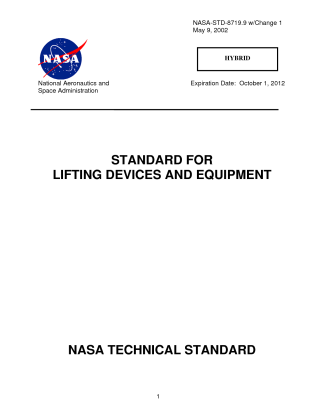 NASA-STD-8719.9 w/Change 1
May 9, 2002
NASA
HYBRID
National Aeronautics and
Space Administration
Expiration Date: October 1, 2012
STANDARD FOR
LIFTING DEVICES AND EQUIPMENT
NASA TECHNICAL STANDARD
1